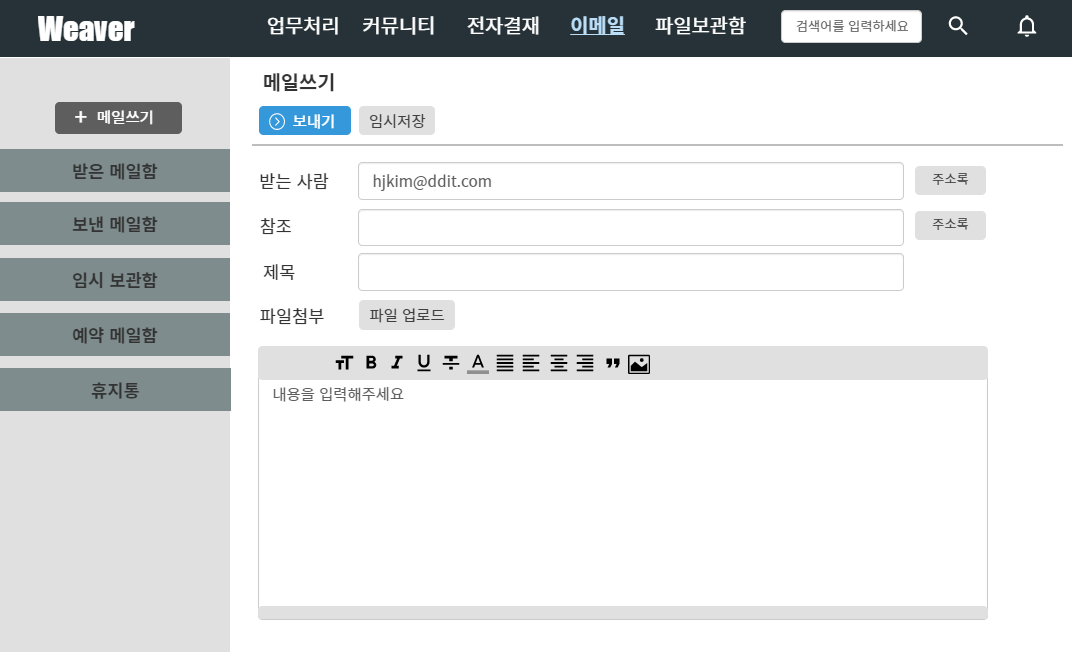 Weaver 업무처리 커뮤니티 전자결재 이메일 파일보관함 검색어를 입력하세요
메일쓰기
+ 메일쓰기
보내기 임시저장
받은 메일함
보낸 메일함
임시 보관함
예약 메일함
휴지통
받는 사람 hjkim@ddit.com 주소록
참조 주소록
제목
파일첨부 파일 업로드
TT B I U T A
내용을 입력해주세요